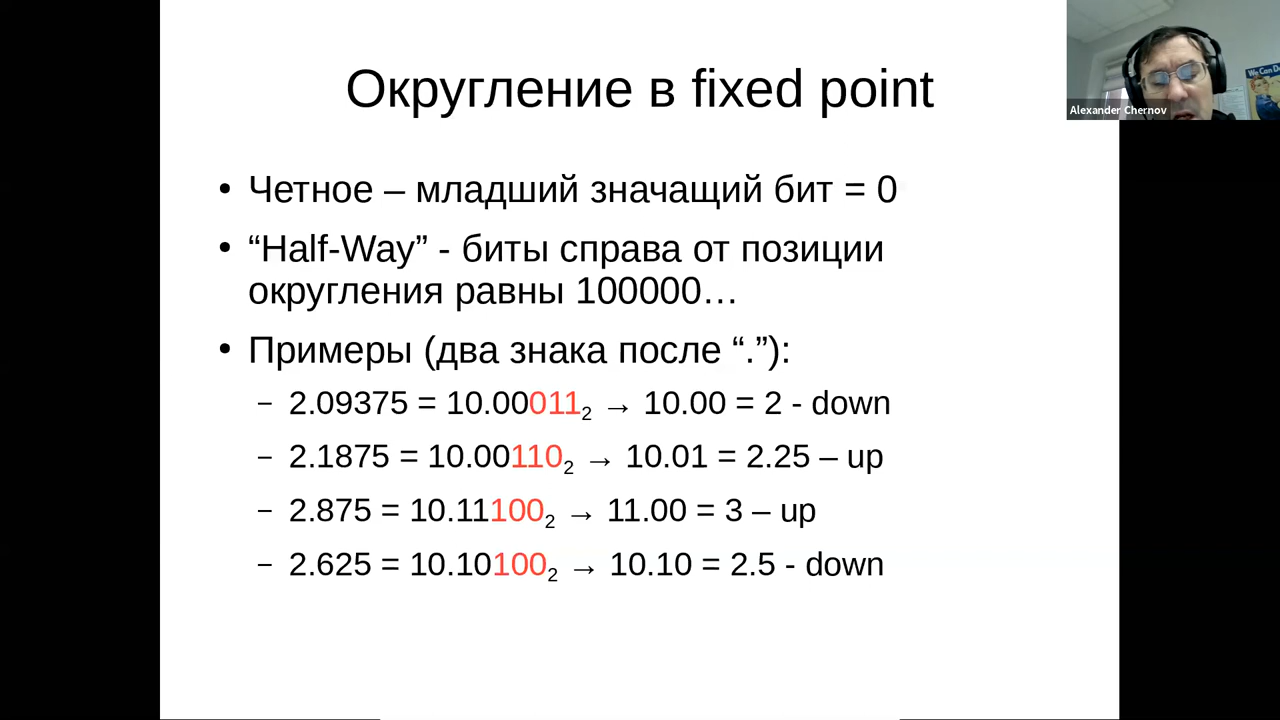 Округление в fixed point
Alexander Chernov
We Can D
• Четное – младший значащий бит = 0
• “Half-Way” - биты справа от позиции
округления равны 100000…
• Примеры (два знака после “.”):
– 2.09375 = 10.00011₂ → 10.00 = 2 - down
– 2.1875 = 10.00110₂ → 10.01 = 2.25 – up
– 2.875 = 10.11100₂ → 11.00 = 3 – up
– 2.625 = 10.10100₂ → 10.10 = 2.5 - down